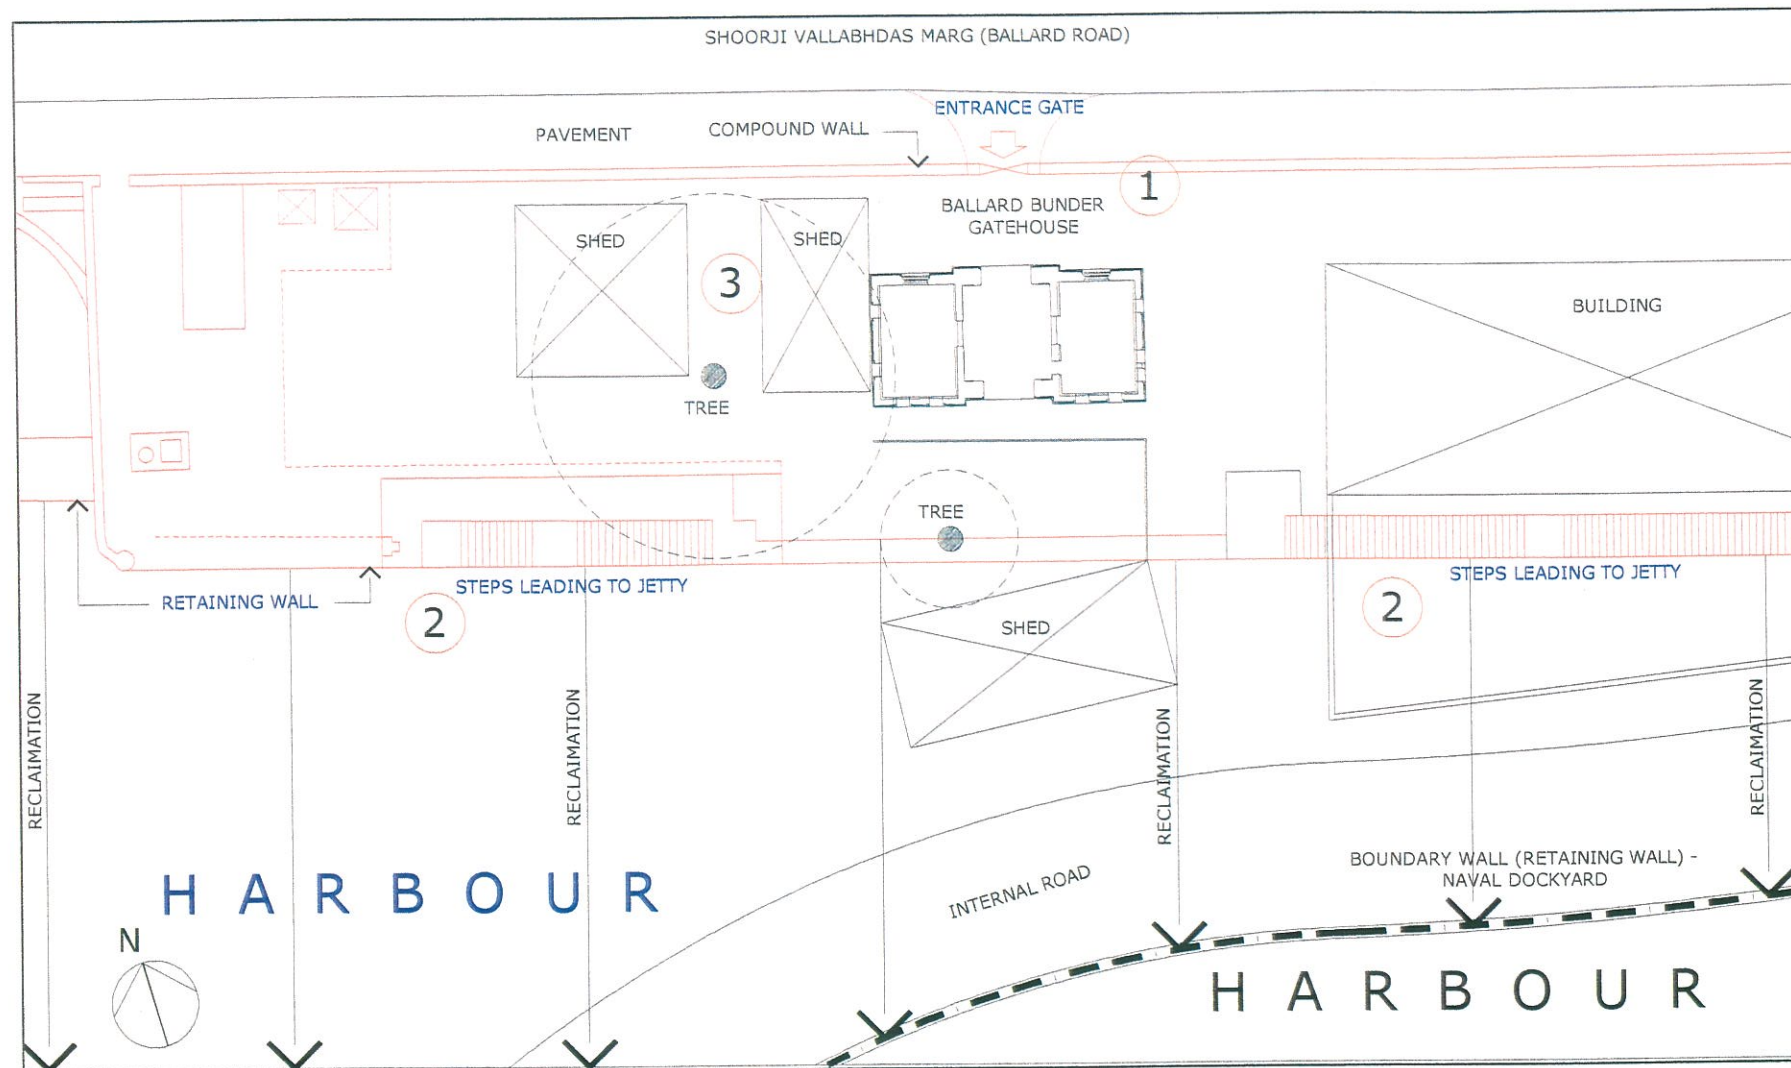 SHOORJI VALLABHDAS MARG (BALLARD ROAD)
ENTRANCE GATE
PAVEMENT
COMPOUND WALL
1
BALLARD BUNDER
GATEHOUSE
SHED
SHED
3
BUILDING
TREE
TREE
STEPS LEADING TO JETTY
STEPS LEADING TO JETTY
RETAINING WALL
2
2
SHED
RECLAIMATION
RECLAIMATION
RECLAIMATION
RECLAIMATION
BOUNDARY WALL (RETAINING WALL) -
NAVAL DOCKYARD
INTERNAL ROAD
HARBOUR
N
HARBOUR